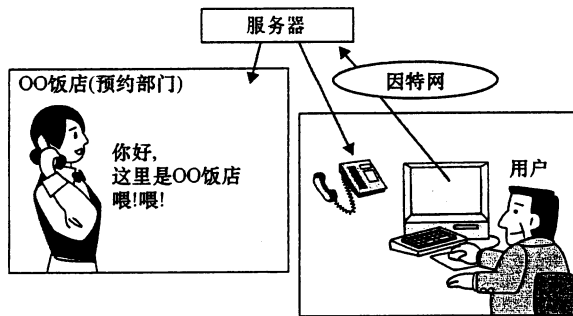 服务器
OO饭店(预约部门)
因特网
你好,
这里是OO饭店
喂!喂!
用户